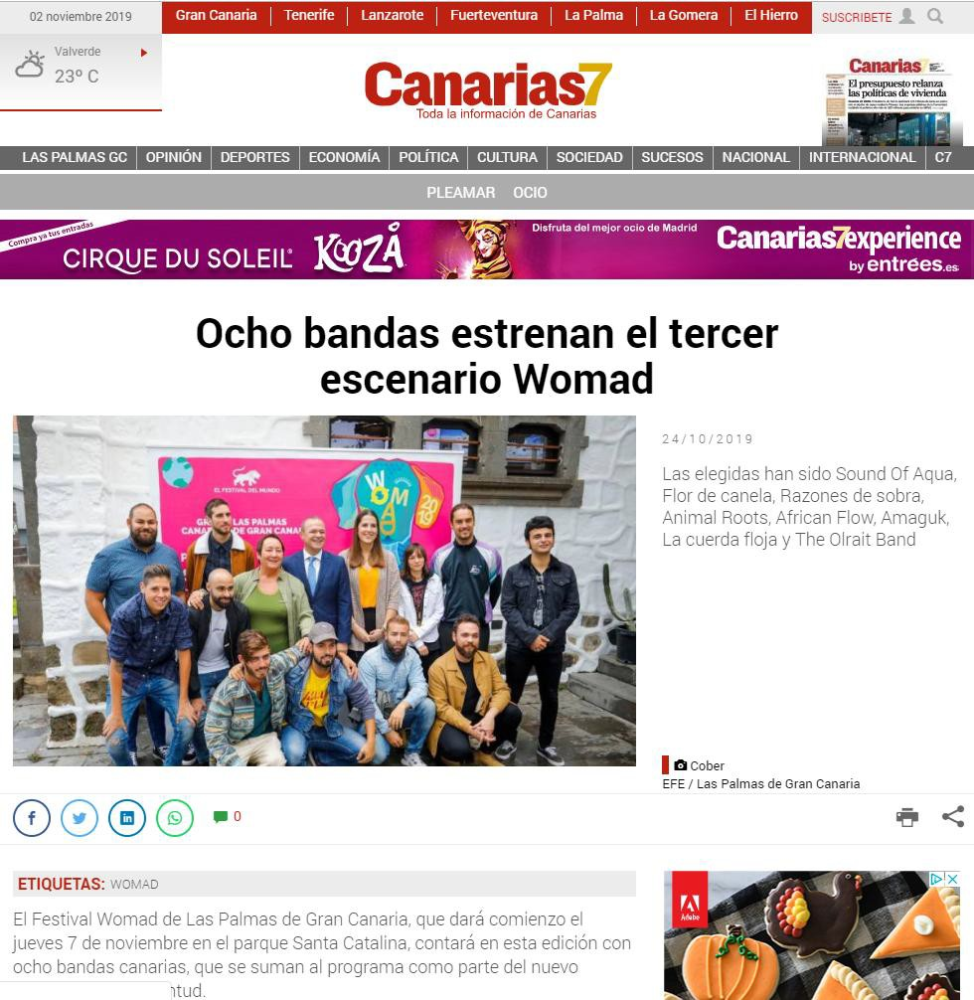 02 noviembre 2019
Gran Canaria
Tenerife
Lanzarote
Fuerteventura
La Palma
La Gomera
El Hierro
SUSCRIBETE
Valverde
23º C
Canarias7
Toda la información de Canarias
Canarias7
El presupuesto relanza
las políticas de vivienda
LAS PALMAS GC
OPINIÓN
DEPORTES
ECONOMÍA
POLÍTICA
CULTURA
SOCIEDAD
SUCESOS
NACIONAL
INTERNACIONAL
C7
PLEAMAR
OCIO
Compra ya tus entradas
CIRQUE DU SOLEIL
KOOZÅ
Disfruta del mejor ocio de Madrid
Canarias7experience
by entrées.es
Ocho bandas estrenan el tercer
escenario Womad
EL FESTIVAL DEL MUNDO
WOMAD
2019
LAS PALMAS
DE GRAN CANA
24/10/2019
Las elegidas han sido Sound Of Aqua,
Flor de canela, Razones de sobra,
Animal Roots, African Flow, Amaguk,
La cuerda floja y The Olrait Band
Cober
EFE / Las Palmas de Gran Canaria
0
ETIQUETAS: WOMAD
El Festival Womad de Las Palmas de Gran Canaria, que dará comienzo el
jueves 7 de noviembre en el parque Santa Catalina, contará en esta edición con
ocho bandas canarias, que se suman al programa como parte del nuevo
ntud.
Adobe